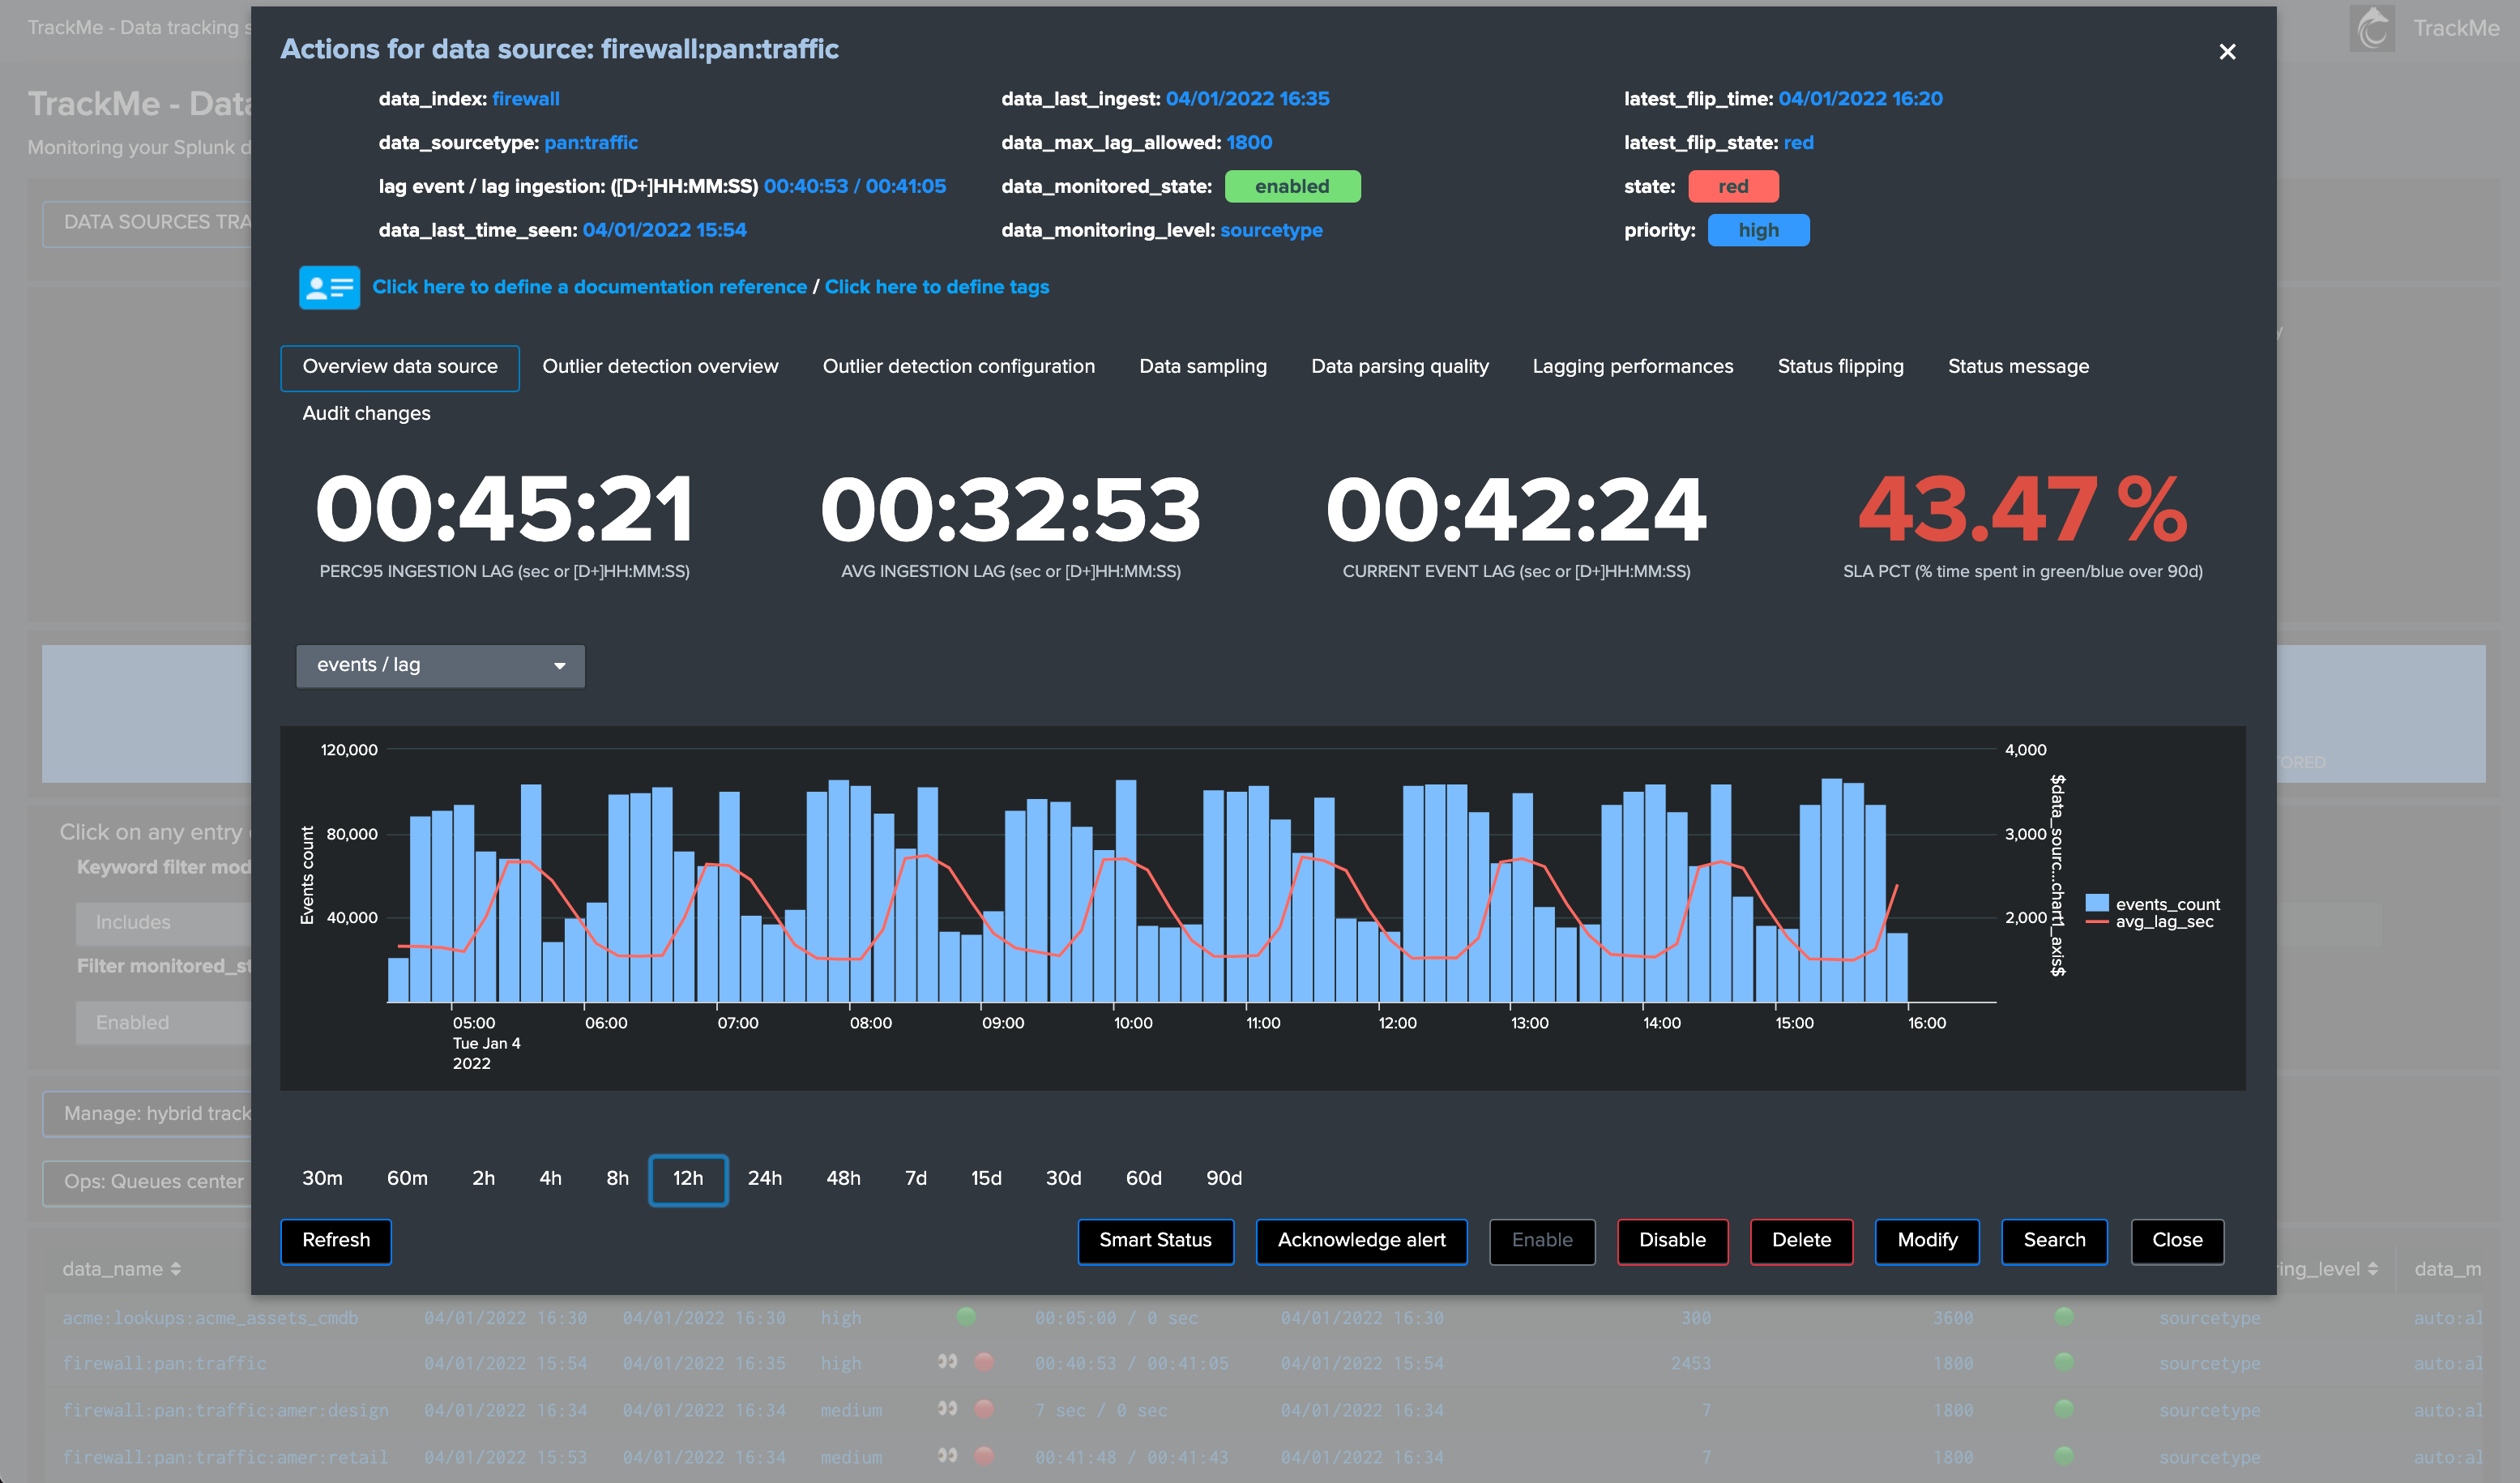 TrackMe - Data tracking s
TrackMe
TrackMe - Data
Monitoring your Splunk d
DATA SOURCES TRA
Actions for data source: firewall:pan:traffic
data_index: firewall
data_last_ingest: 04/01/2022 16:35
latest_flip_time: 04/01/2022 16:20
data_sourcetype: pan:traffic
data_max_lag_allowed: 1800
latest_flip_state: red
lag event / lag ingestion: ([D+]HH:MM:SS) 00:40:53 / 00:41:05
data_monitored_state: enabled
state: red
data_last_time_seen: 04/01/2022 15:54
data_monitoring_level: sourcetype
priority: high
Click here to define a documentation reference / Click here to define tags
Overview data source
Outlier detection overview
Outlier detection configuration
Data sampling
Data parsing quality
Lagging performances
Status flipping
Status message
Audit changes
00:45:21
PERC95 INGESTION LAG (sec or [D+]HH:MM:SS)
00:32:53
AVG INGESTION LAG (sec or [D+]HH:MM:SS)
00:42:24
CURRENT EVENT LAG (sec or [D+]HH:MM:SS)
43.47 %
SLA PCT (% time spent in green/blue over 90d)
events / lag
TORED
Click on any entry
Keyword filter mod
Includes
Filter monitored_st
Enabled
Events count
120,000
80,000
40,000
4,000
3,000
2,000
$data_sourc...chart1_axis$
events_count
avg_lag_sec
05:00 06:00 07:00 08:00 09:00 10:00 11:00 12:00 13:00 14:00 15:00 16:00
Tue Jan 4
2022
Manage: hybrid track
Ops: Queues center
30m 60m 2h 4h 8h 12h 24h 48h 7d 15d 30d 60d 90d
Refresh
Smart Status
Acknowledge alert
Enable
Disable
Delete
Modify
Search
Close
data_name
ring_level
data_m
acme:lookups:acme_assets_cmdb 04/01/2022 16:30 04/01/2022 16:30 high 00:05:00 / 0 sec 04/01/2022 16:30 300 3600 sourcetype auto:al
firewall:pan:traffic 04/01/2022 15:54 04/01/2022 16:35 high 00:40:53 / 00:41:05 04/01/2022 15:54 2453 1800 sourcetype auto:al
firewall:pan:traffic:amer:design 04/01/2022 16:34 04/01/2022 16:34 medium 7 sec / 0 sec 04/01/2022 16:34 7 1800 sourcetype auto:al
firewall:pan:traffic:amer:retail 04/01/2022 15:53 04/01/2022 16:34 medium 00:41:48 / 00:41:43 04/01/2022 16:34 7 1800 sourcetype auto:al